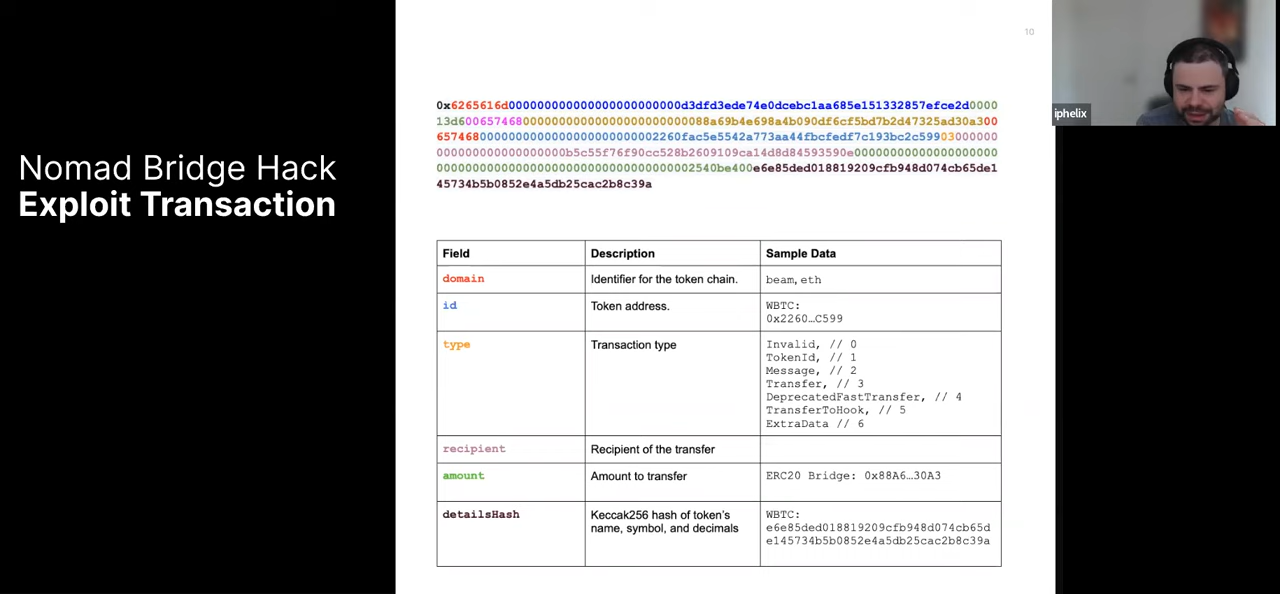 10
iphelix
0x6265616d000000000000000000000000d3dfd3ede74e0dcebc1aa685e151332857efce2d0000
13d60065746800000000000000000000000088a69b4e698a4b090df6cf5bd7b2d47325ad30a300
6574680000000000000000000000002260fac5e5542a773aa44fbcfedf7c193bc2c59903000000
000000000000000000b5c55f76f90cc528b2609109ca14d8d84593590e00000000000000000000
000000000000000000000000000000000002540be400e6e85ded018819209cfb948d074cb65de1
45734b5b0852e4a5db25cac2b8c39a
Nomad Bridge Hack
Exploit Transaction
Field Description Sample Data
domain Identifier for the token chain. beam, eth
id Token address. WBTC:
0x2260…C599
type Transaction type Invalid, // 0
TokenId, // 1
Message, // 2
Transfer, // 3
DeprecatedFastTransfer, // 4
TransferToHook, // 5
ExtraData // 6
recipient Recipient of the transfer
amount Amount to transfer ERC20 Bridge: 0x88A6…30A3
detailsHash Keccak256 hash of token’s WBTC:
name, symbol, and decimals e6e85ded018819209cfb948d074cb65d
e145734b5b0852e4a5db25cac2b8c39a